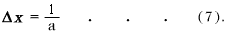 Δx = 1/a . . . (7).